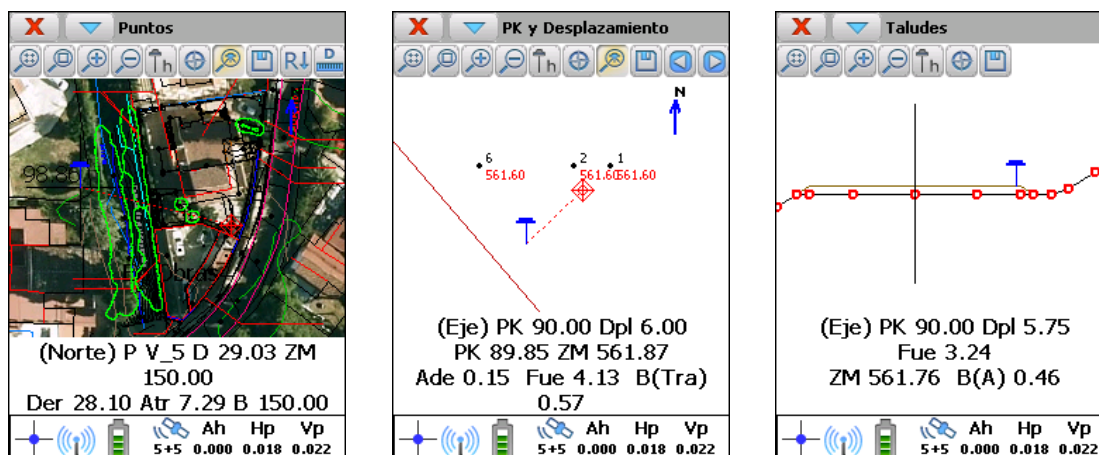 X Puntos
h R↓ D
98.86
(Norte) P V_5 D 29.03 ZM
150.00
Der 28.10 Atr 7.29 B 150.00
Ah Hp Vp
5+5 0.000 0.018 0.022
X PK y Desplazamiento
h
N
6 2 1
561.60 561.60 561.60
(Eje) PK 90.00 Dpl 6.00
PK 89.85 ZM 561.87
Ade 0.15 Fue 4.13 B(Tra)
0.57
Ah Hp Vp
5+5 0.000 0.018 0.022
X Taludes
h
(Eje) PK 90.00 Dpl 5.75
Fue 3.24
ZM 561.76 B(A) 0.46
Ah Hp Vp
5+5 0.000 0.018 0.022